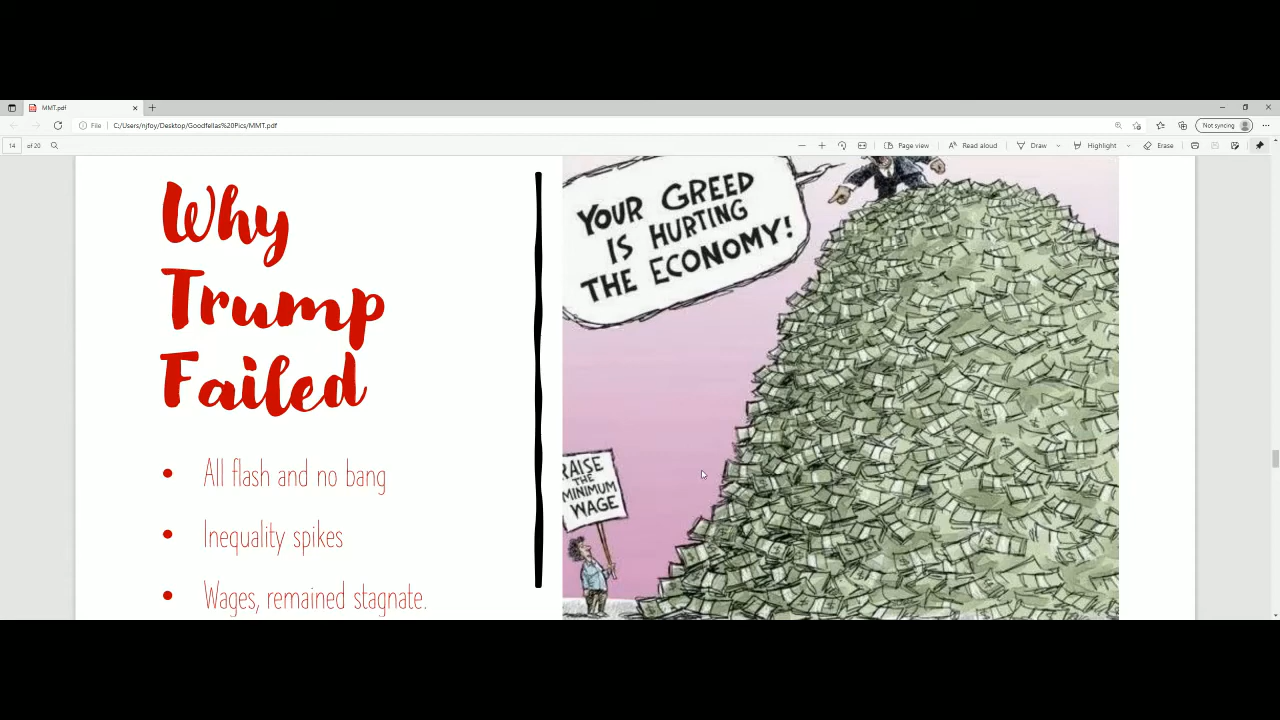 MMT.pdf
File
C:/Users/njfoy/Desktop/Goodfellas%20Pics/MMT.pdf
Not syncing
14
of 20
Page view
Read aloud
Draw
Highlight
Erase
Why
Trump
Failed
• All flash and no bang
• Inequality spikes
• Wages, remained stagnate.
YOUR GREED
IS HURTING
THE ECONOMY!
RAISE
THE
MINIMUM
WAGE